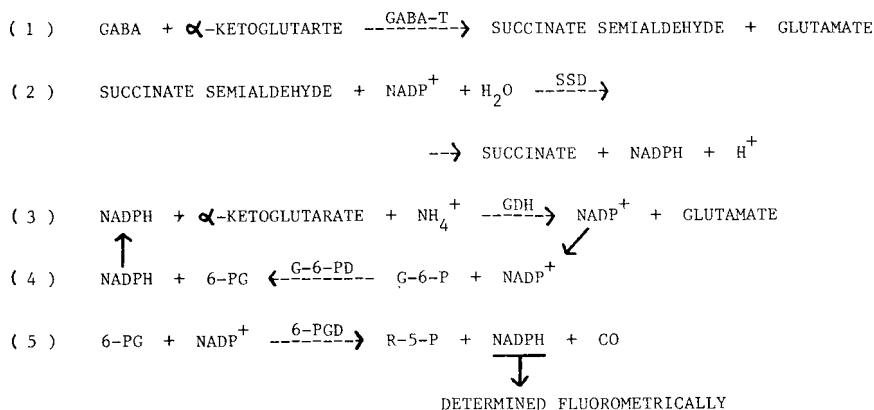 (1) GABA + α-KETOGLUTARTE GABA-T → SUCCINATE SEMIALDEHYDE + GLUTAMATE
(2) SUCCINATE SEMIALDEHYDE + NADP⁺ + H₂O SSD →
→ SUCCINATE + NADPH + H⁺
(3) NADPH + α-KETOGLUTARATE + NH₄⁺ GDH → NADP⁺ + GLUTAMATE
(4) NADPH + 6-PG ← G-6-PD G-6-P + NADP⁺
(5) 6-PG + NADP⁺ 6-PGD → R-5-P + NADPH + CO
DETERMINED FLUOROMETRICALLY